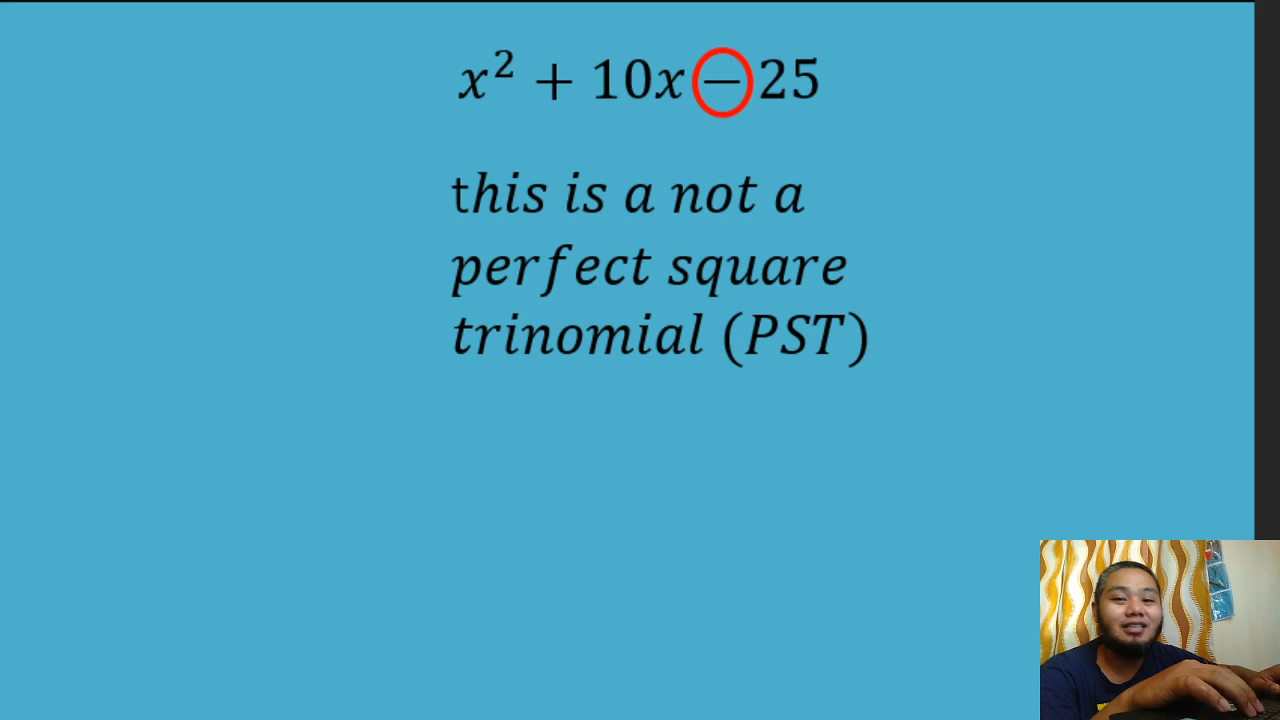 x² + 10x − 25
this is a not a
perfect square
trinomial (PST)